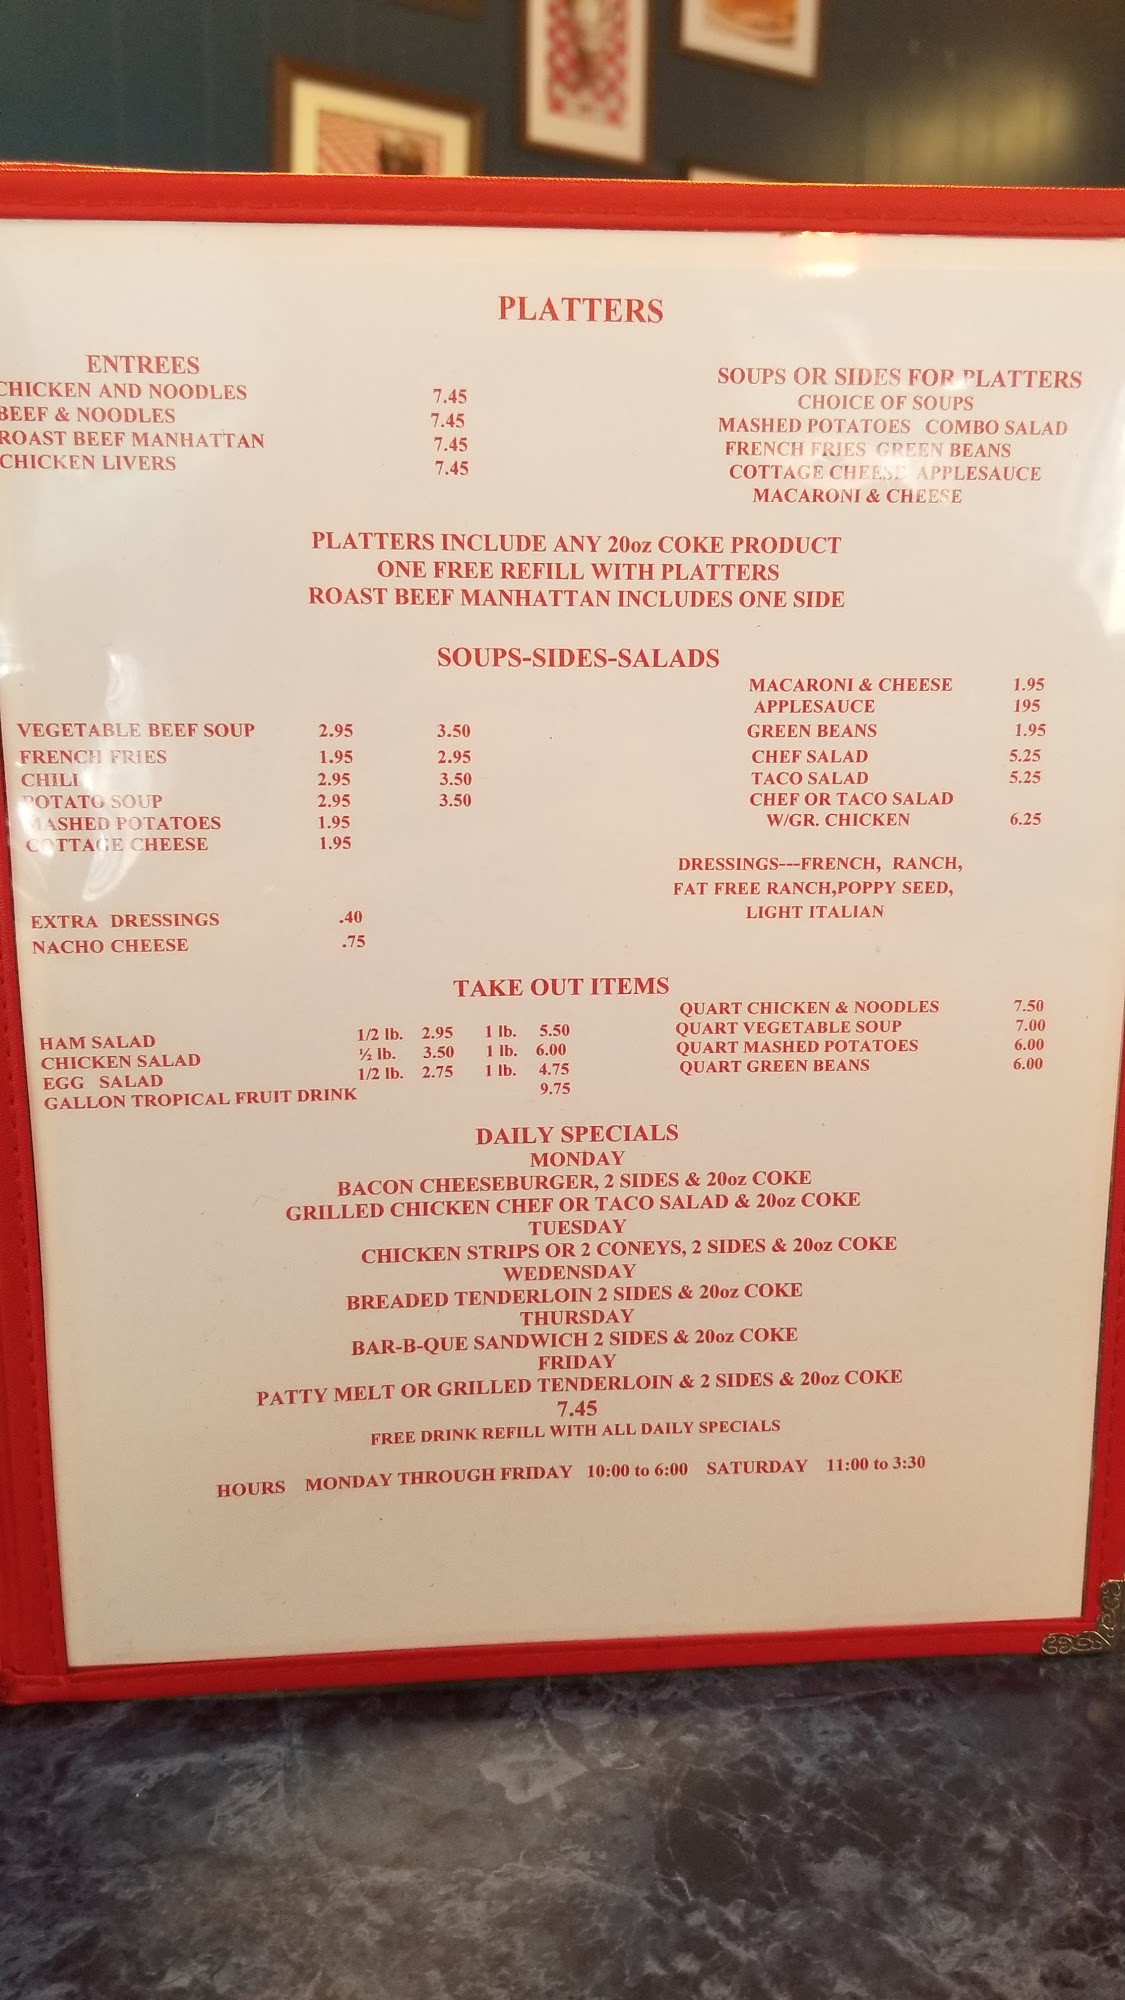 PLATTERS
ENTREES
CHICKEN AND NOODLES 7.45
BEEF & NOODLES 7.45
ROAST BEEF MANHATTAN 7.45
CHICKEN LIVERS 7.45
SOUPS OR SIDES FOR PLATTERS
CHOICE OF SOUPS
MASHED POTATOES COMBO SALAD
FRENCH FRIES GREEN BEANS
COTTAGE CHEESE APPLESAUCE
MACARONI & CHEESE
PLATTERS INCLUDE ANY 20oz COKE PRODUCT
ONE FREE REFILL WITH PLATTERS
ROAST BEEF MANHATTAN INCLUDES ONE SIDE
SOUPS-SIDES-SALADS
VEGETABLE BEEF SOUP 2.95 3.50
FRENCH FRIES 1.95 2.95
CHILI 2.95 3.50
POTATO SOUP 2.95 3.50
MASHED POTATOES 1.95
COTTAGE CHEESE 1.95
EXTRA DRESSINGS .40
NACHO CHEESE .75
MACARONI & CHEESE 1.95
APPLESAUCE 195
GREEN BEANS 1.95
CHEF SALAD 5.25
TACO SALAD 5.25
CHEF OR TACO SALAD
W/GR. CHICKEN 6.25
DRESSINGS---FRENCH, RANCH,
FAT FREE RANCH,POPPY SEED,
LIGHT ITALIAN
TAKE OUT ITEMS
HAM SALAD 1/2 lb. 2.95 1 lb. 5.50
CHICKEN SALAD ½ lb. 3.50 1 lb. 6.00
EGG SALAD 1/2 lb. 2.75 1 lb. 4.75
GALLON TROPICAL FRUIT DRINK 9.75
QUART CHICKEN & NOODLES 7.50
QUART VEGETABLE SOUP 7.00
QUART MASHED POTATOES 6.00
QUART GREEN BEANS 6.00
DAILY SPECIALS
MONDAY
BACON CHEESEBURGER, 2 SIDES & 20oz COKE
GRILLED CHICKEN CHEF OR TACO SALAD & 20oz COKE
TUESDAY
CHICKEN STRIPS OR 2 CONEYS, 2 SIDES & 20oz COKE
WEDENSDAY
BREADED TENDERLOIN 2 SIDES & 20oz COKE
THURSDAY
BAR-B-QUE SANDWICH 2 SIDES & 20oz COKE
FRIDAY
PATTY MELT OR GRILLED TENDERLOIN & 2 SIDES & 20oz COKE
7.45
FREE DRINK REFILL WITH ALL DAILY SPECIALS
HOURS MONDAY THROUGH FRIDAY 10:00 to 6:00 SATURDAY 11:00 to 3:30